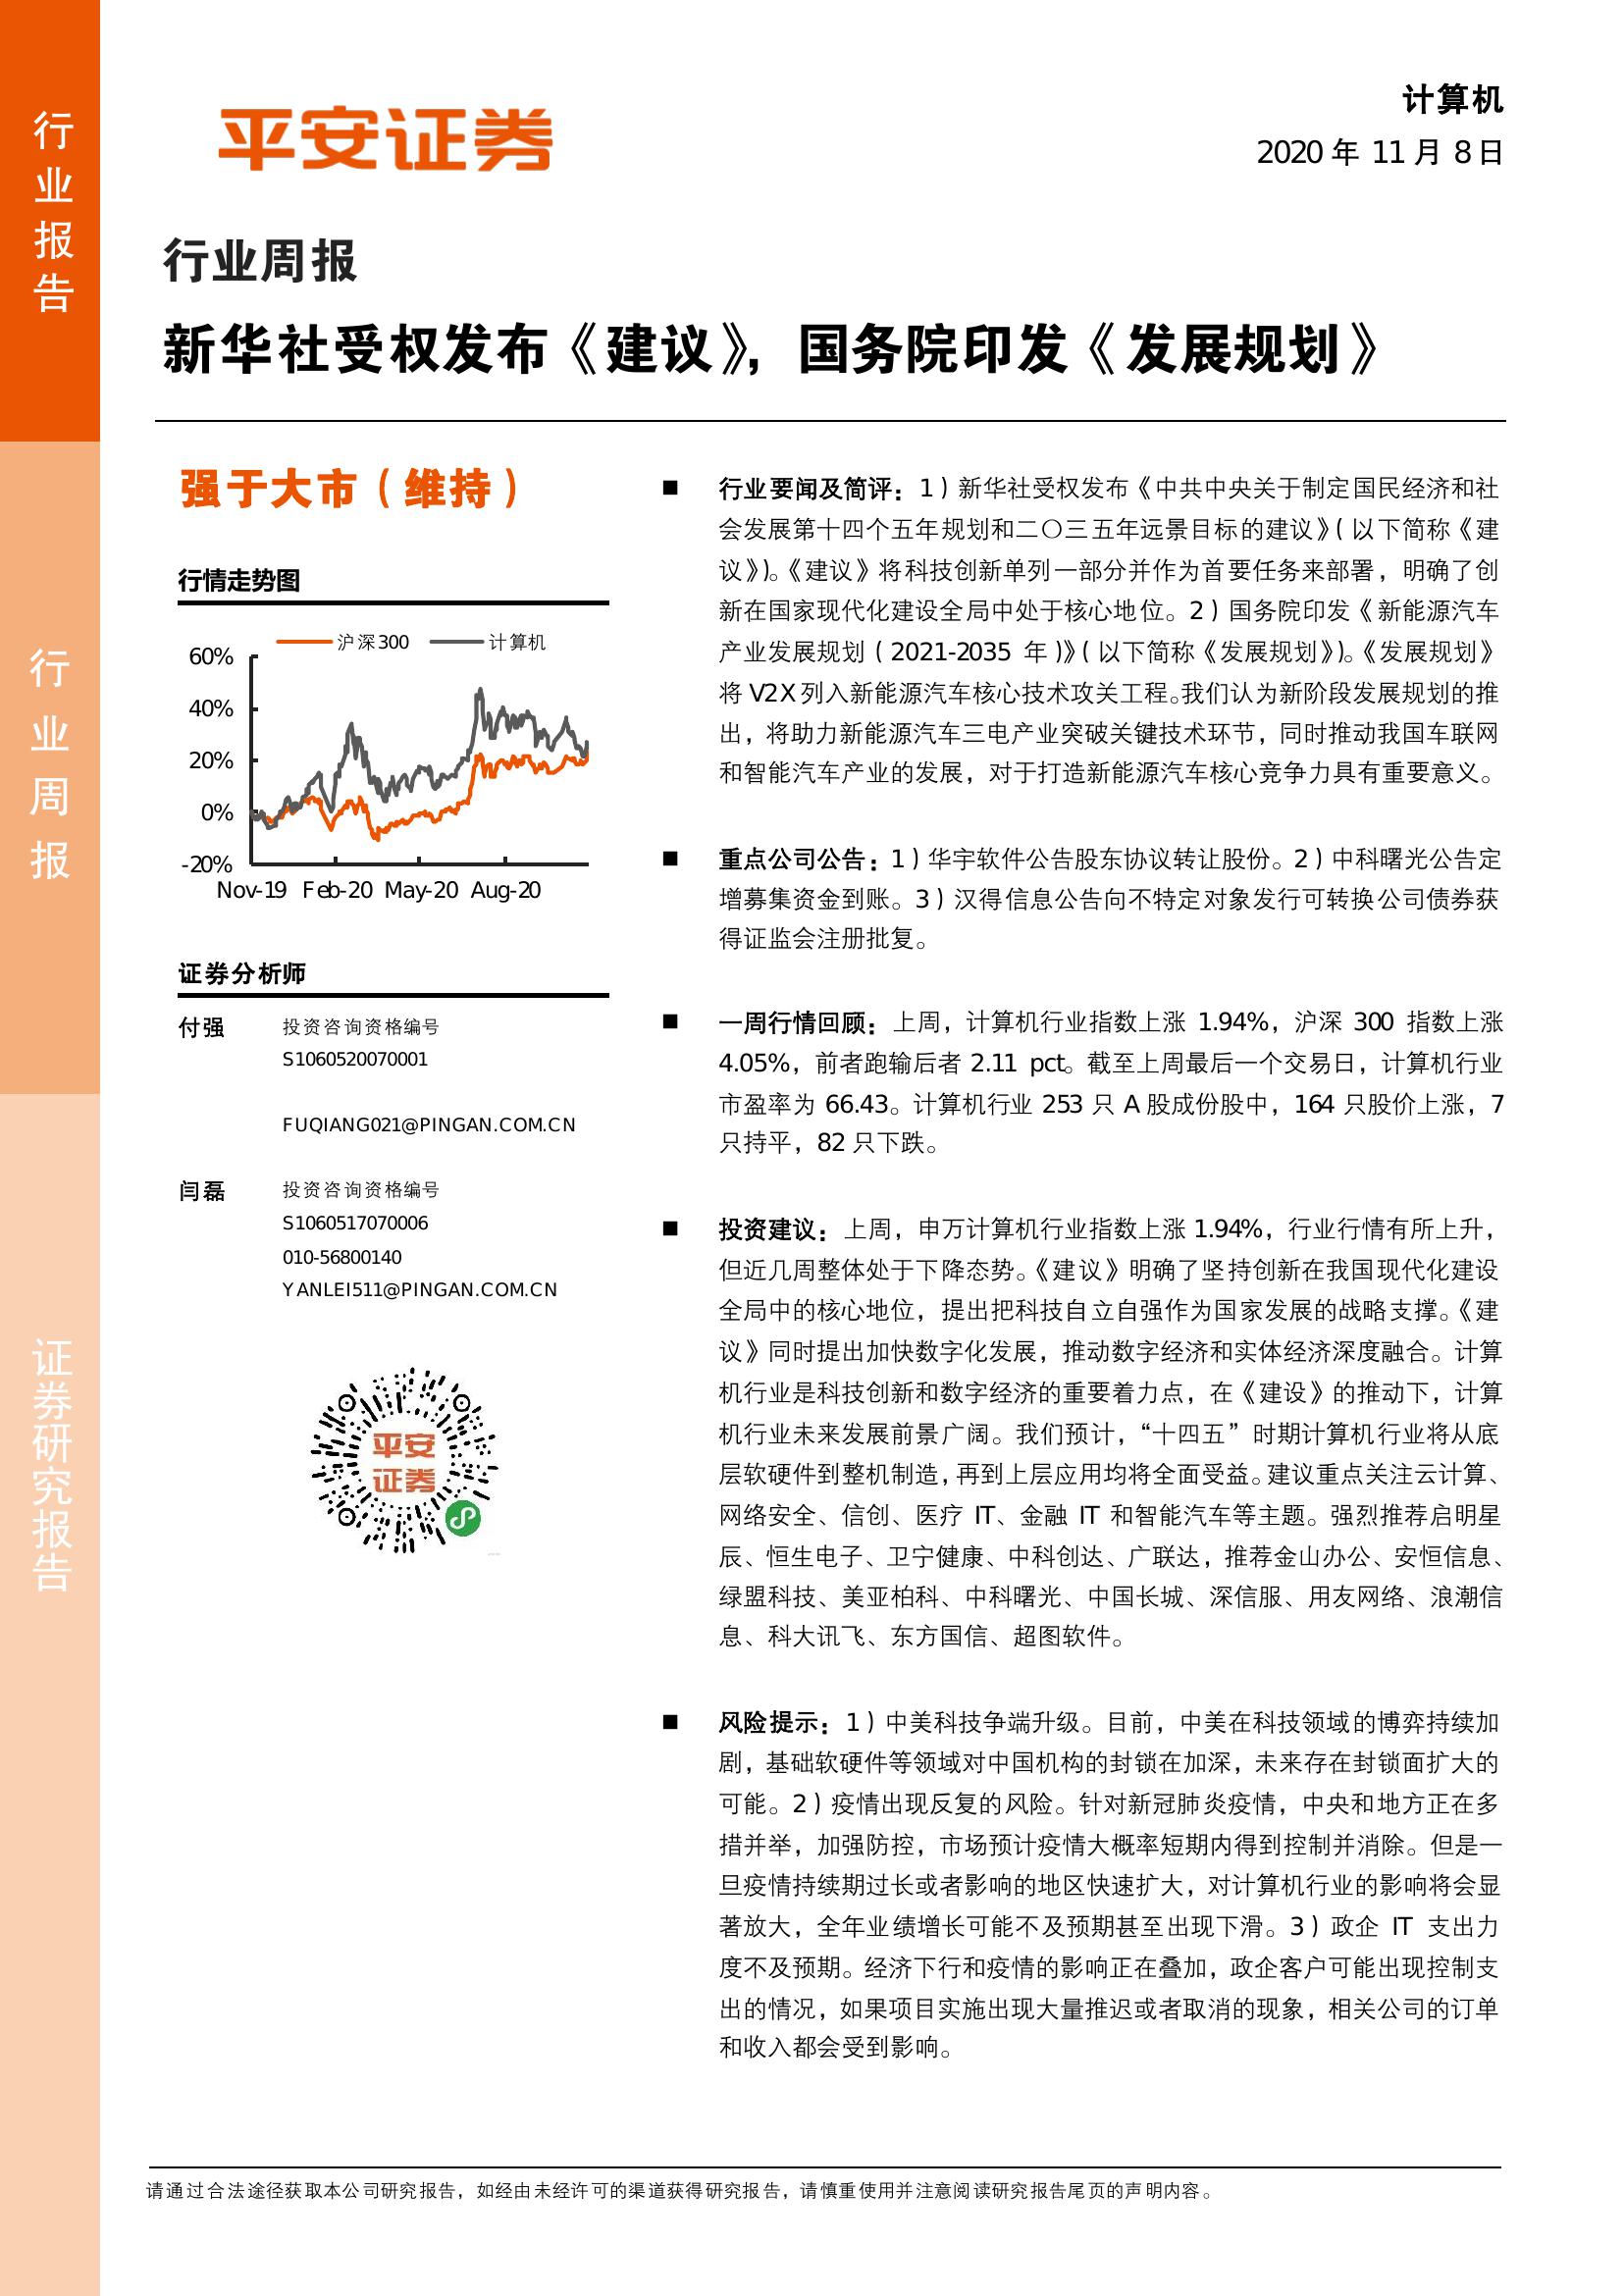 行业报告
行业周报
证券研究报告
平安证券
计算机
2020 年 11 月 8 日
行业周报
新华社受权发布《建议》，国务院印发《发展规划》
强于大市（维持）
行情走势图
沪深300 计算机
60%
40%
20%
0%
-20%
Nov-19 Feb-20 May-20 Aug-20
证券分析师
付强 投资咨询资格编号
S1060520070001
FUQIANG021@PINGAN.COM.CN
闫磊 投资咨询资格编号
S1060517070006
010-56800140
YANLEI511@PINGAN.COM.CN
平安
证券
■ 行业要闻及简评：1）新华社受权发布《中共中央关于制定国民经济和社
会发展第十四个五年规划和二〇三五年远景目标的建议》（以下简称《建
议》）。《建议》将科技创新单列一部分并作为首要任务来部署，明确了创
新在国家现代化建设全局中处于核心地位。2）国务院印发《新能源汽车
产业发展规划（2021-2035 年）》（以下简称《发展规划》）。《发展规划》
将 V2X 列入新能源汽车核心技术攻关工程。我们认为新阶段发展规划的推
出，将助力新能源汽车三电产业突破关键技术环节，同时推动我国车联网
和智能汽车产业的发展，对于打造新能源汽车核心竞争力具有重要意义。
■ 重点公司公告：1）华宇软件公告股东协议转让股份。2）中科曙光公告定
增募集资金到账。3）汉得信息公告向不特定对象发行可转换公司债券获
得证监会注册批复。
■ 一周行情回顾：上周，计算机行业指数上涨 1.94%，沪深 300 指数上涨
4.05%，前者跑输后者 2.11 pct。截至上周最后一个交易日，计算机行业
市盈率为 66.43。计算机行业 253 只 A 股成份股中，164 只股价上涨，7
只持平，82 只下跌。
■ 投资建议：上周，申万计算机行业指数上涨 1.94%，行业行情有所上升，
但近几周整体处于下降态势。《建议》明确了坚持创新在我国现代化建设
全局中的核心地位，提出把科技自立自强作为国家发展的战略支撑。《建
议》同时提出加快数字化发展，推动数字经济和实体经济深度融合。计算
机行业是科技创新和数字经济的重要着力点，在《建设》的推动下，计算
机行业未来发展前景广阔。我们预计，“十四五”时期计算机行业将从底
层软硬件到整机制造，再到上层应用均将全面受益。建议重点关注云计算、
网络安全、信创、医疗 IT、金融 IT 和智能汽车等主题。强烈推荐启明星
辰、恒生电子、卫宁健康、中科创达、广联达，推荐金山办公、安恒信息、
绿盟科技、美亚柏科、中科曙光、中国长城、深信服、用友网络、浪潮信
息、科大讯飞、东方国信、超图软件。
■ 风险提示：1）中美科技争端升级。目前，中美在科技领域的博弈持续加
剧，基础软硬件等领域对中国机构的封锁在加深，未来存在封锁面扩大的
可能。2）疫情出现反复的风险。针对新冠肺炎疫情，中央和地方正在多
措并举，加强防控，市场预计疫情大概率短期内得到控制并消除。但是一
旦疫情持续期过长或者影响的地区快速扩大，对计算机行业的影响将会显
著放大，全年业绩增长可能不及预期甚至出现下滑。3）政企 IT 支出力
度不及预期。经济下行和疫情的影响正在叠加，政企客户可能出现控制支
出的情况，如果项目实施出现大量推迟或者取消的现象，相关公司的订单
和收入都会受到影响。
请通过合法途径获取本公司研究报告，如经由未经许可的渠道获得研究报告，请慎重使用并注意阅读研究报告尾页的声明内容。